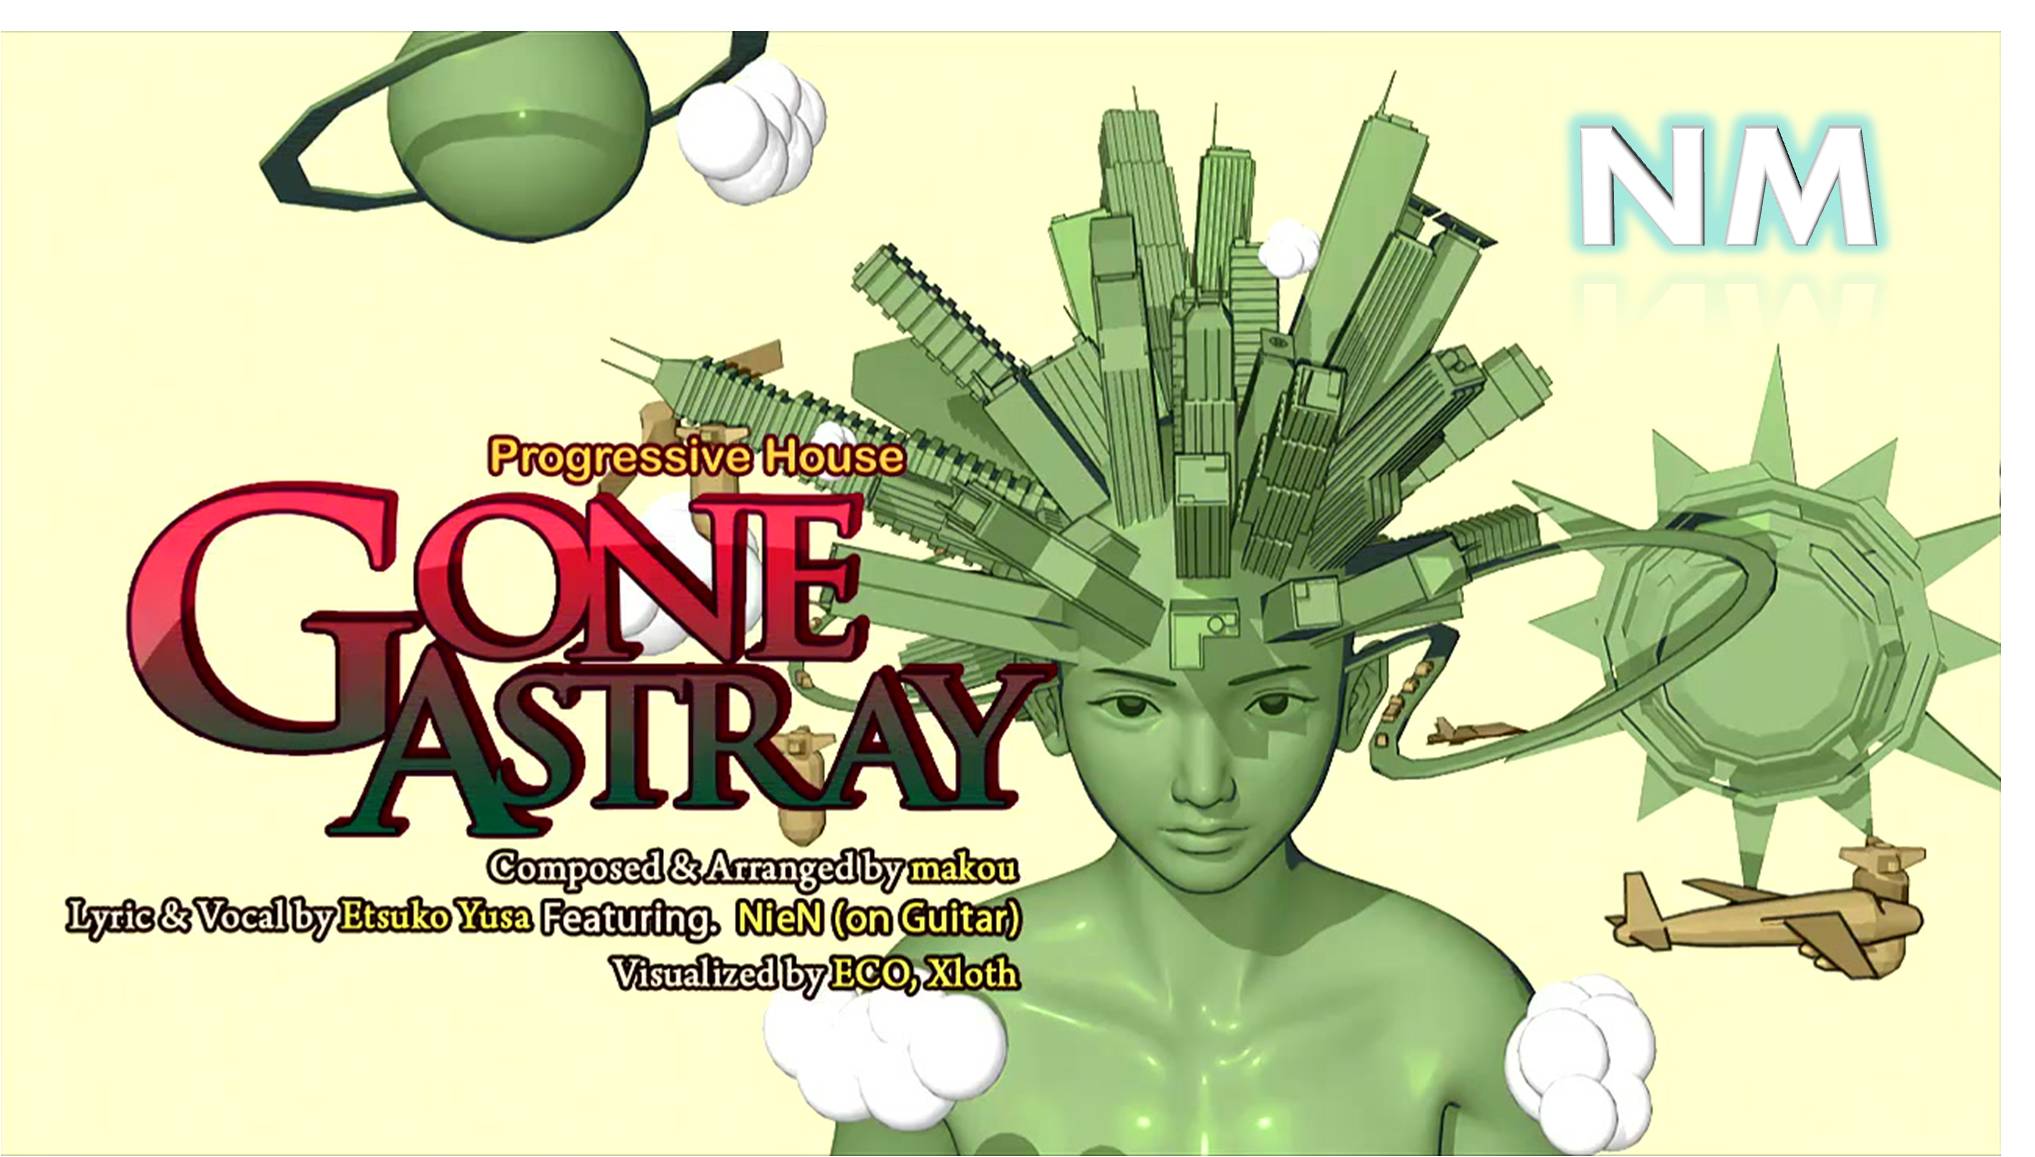 NM
Progressive House
GONE
ASTRAY
Composed & Arranged by makou
Lyric & Vocal by Etsuko Yusa Featuring. NieN (on Guitar)
Visualized by ECO, Xloth